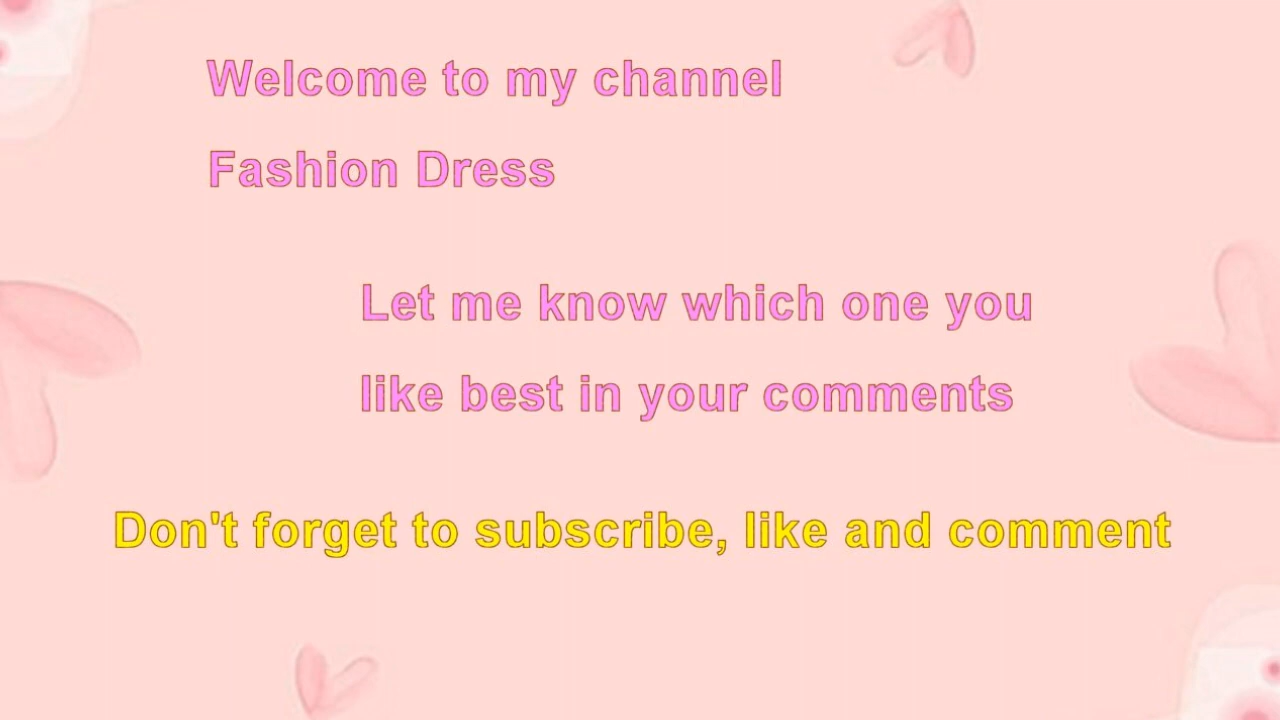 Welcome to my channel
Fashion Dress
Let me know which one you
like best in your comments
Don't forget to subscribe, like and comment